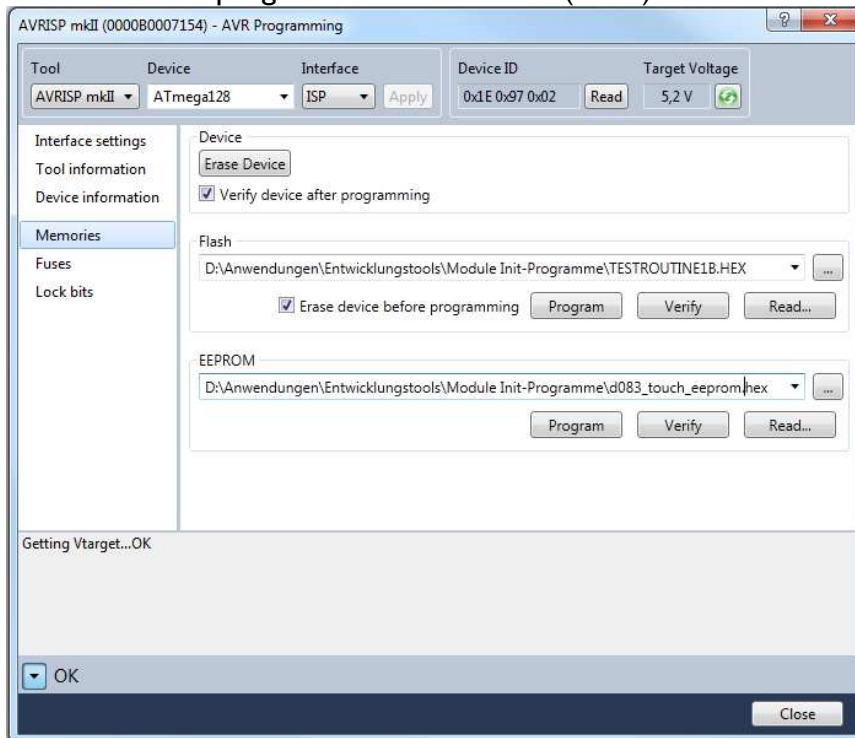 AVRISP mkII (0000B0007154) - AVR Programming
Tool Device Interface Device ID Target Voltage
AVRISP mkII ATmega128 ISP Apply 0x1E 0x97 0x02 Read 5,2 V
Interface settings
Tool information
Device information
Memories
Fuses
Lock bits
Device
Erase Device
Verify device after programming
Flash
D:\Anwendungen\Entwicklungstools\Module Init-Programme\TESTROUTINE1B.HEX ...
Erase device before programming Program Verify Read...
EEPROM
D:\Anwendungen\Entwicklungstools\Module Init-Programme\d083_touch_eeprom.hex ...
Program Verify Read...
Getting Vtarget...OK
OK
Close